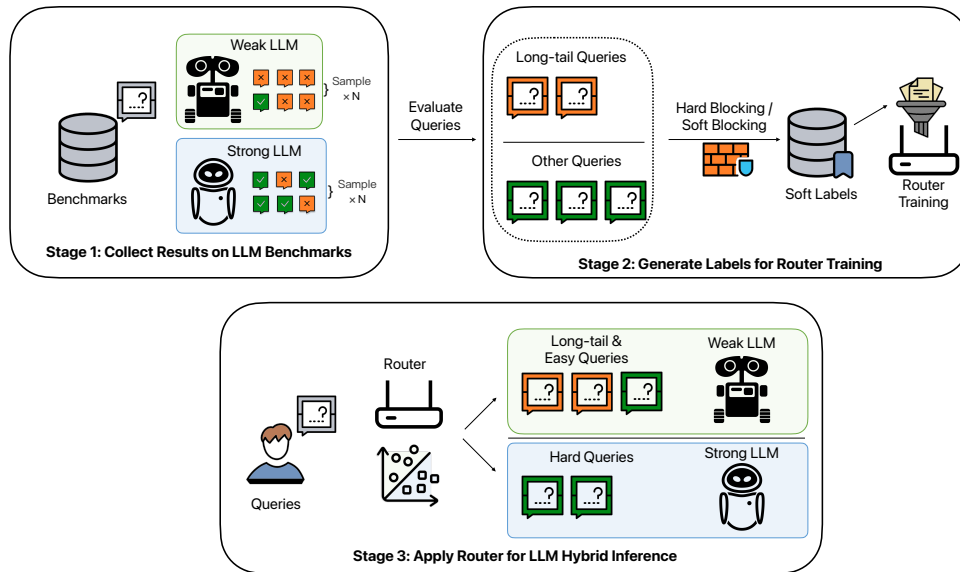 Weak LLM
Sample
× N
...?
Benchmarks
Strong LLM
Sample
× N
Stage 1: Collect Results on LLM Benchmarks
Evaluate
Queries
Long-tail Queries
...?
...?
Other Queries
...?
...?
...?
Hard Blocking /
Soft Blocking
Soft Labels
Router
Training
Stage 2: Generate Labels for Router Training
...?
Queries
Router
Long-tail &
Easy Queries
....?
....?
....?
Weak LLM
Hard Queries
....?
....?
Strong LLM
Stage 3: Apply Router for LLM Hybrid Inference